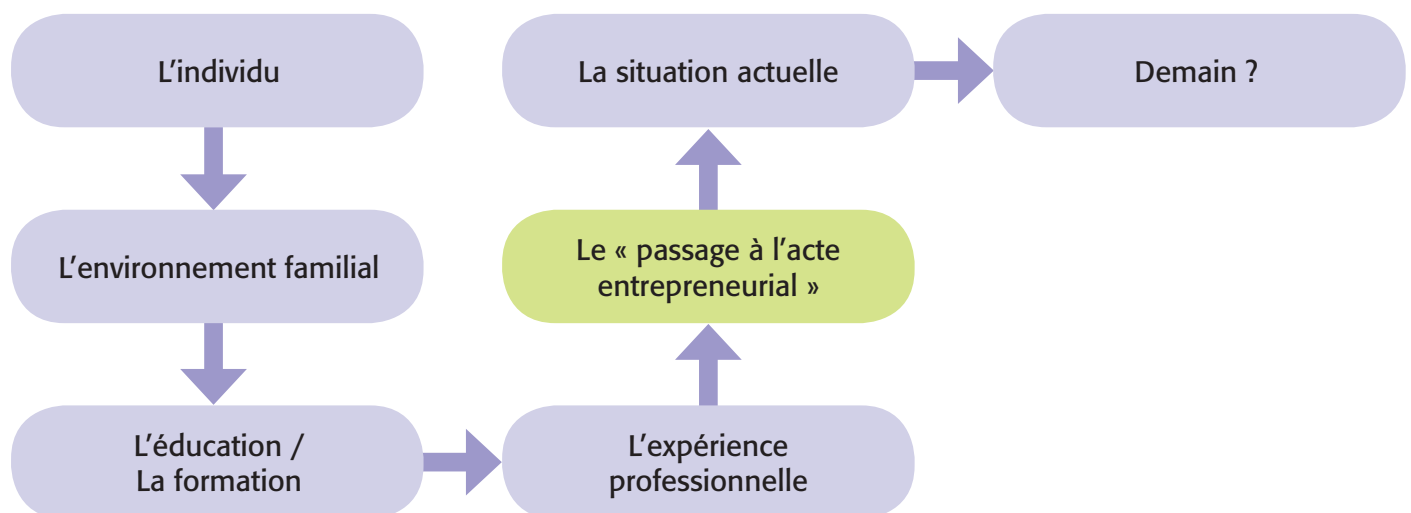 L'individu
L'environnement familial
L'éducation /
La formation
L'expérience
professionnelle
Le « passage à l'acte
entrepreneurial »
La situation actuelle
Demain ?